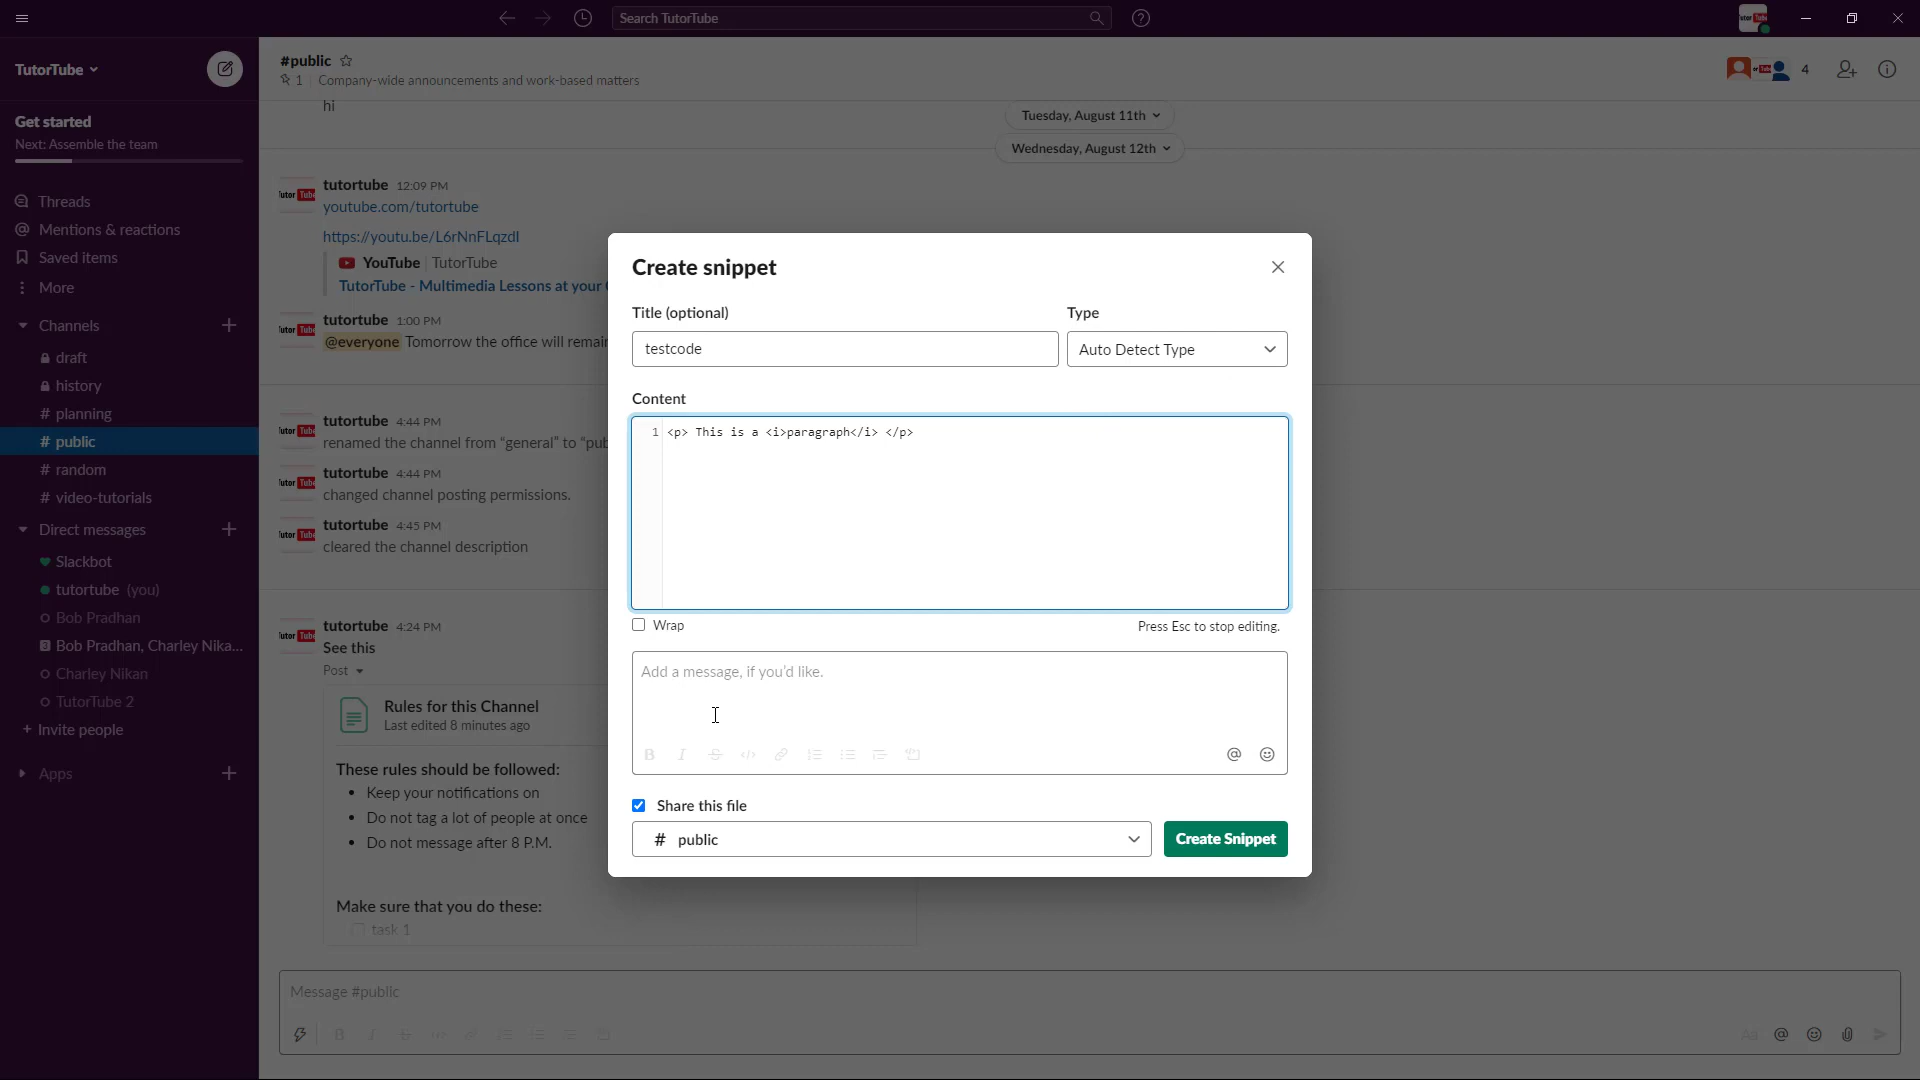 Search TutorTube
TutorTube
Get started
Next: Assemble the team
Threads
Mentions & reactions
Saved items
More
Channels
draft
history
# planning
# public
# random
# video-tutorials
Direct messages
Slackbot
tutortube (you)
Bob Pradhan
3 Bob Pradhan, Charley Nika...
Charley Nikan
TutorTube 2
+ Invite people
Apps
#public
1 | Company-wide announcements and work-based matters
4
hi
Tuesday, August 11th
Wednesday, August 12th
tutortube 12:09 PM
youtube.com/tutortube
https://youtu.be/L6rNnFLqzdI
YouTube | TutorTube
TutorTube - Multimedia Lessons at your
tutortube 1:00 PM
@everyone Tomorrow the office will remain
tutortube 4:44 PM
renamed the channel from “general” to “pub
tutortube 4:44 PM
changed channel posting permissions.
tutortube 4:45 PM
cleared the channel description
tutortube 4:24 PM
See this
Post
Rules for this Channel
Last edited 8 minutes ago
These rules should be followed:
• Keep your notifications on
• Do not tag a lot of people at once
• Do not message after 8 P.M.
Make sure that you do these:
task 1
Message #public
Create snippet
Title (optional)
Type
testcode
Auto Detect Type
Content
1 <p> This is a <i>paragraph</i> </p>
Wrap
Press Esc to stop editing.
Add a message, if you'd like.
Share this file
# public
Create Snippet